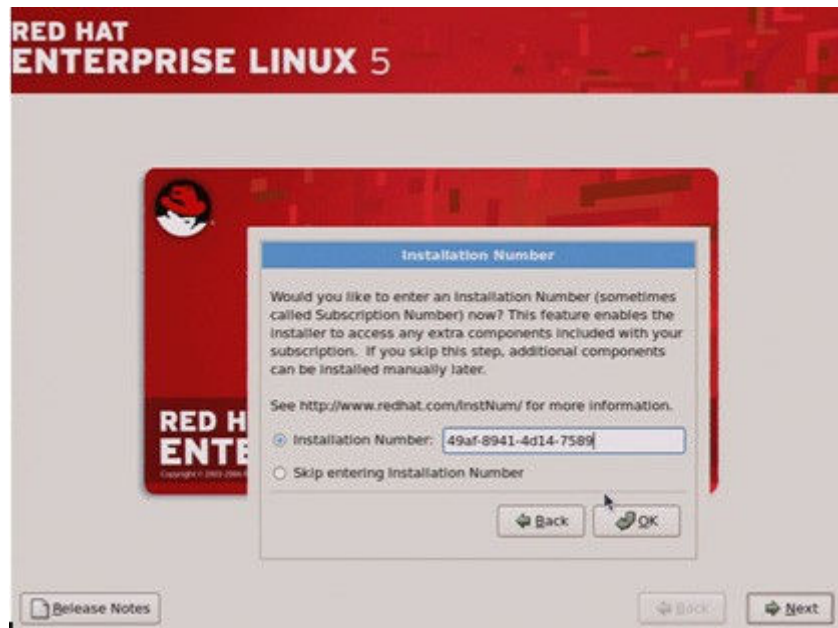 RED HAT
ENTERPRISE LINUX 5
Installation Number
Would you like to enter an Installation Number (sometimes
called Subscription Number) now? This feature enables the
installer to access any extra components included with your
subscription. If you skip this step, additional components
can be installed manually later.
See http://www.redhat.com/InstNum/ for more information.
RED H
ENTE
Installation Number: 49af-8941-4d14-7589
Skip entering Installation Number
Back
OK
Release Notes
Back
Next